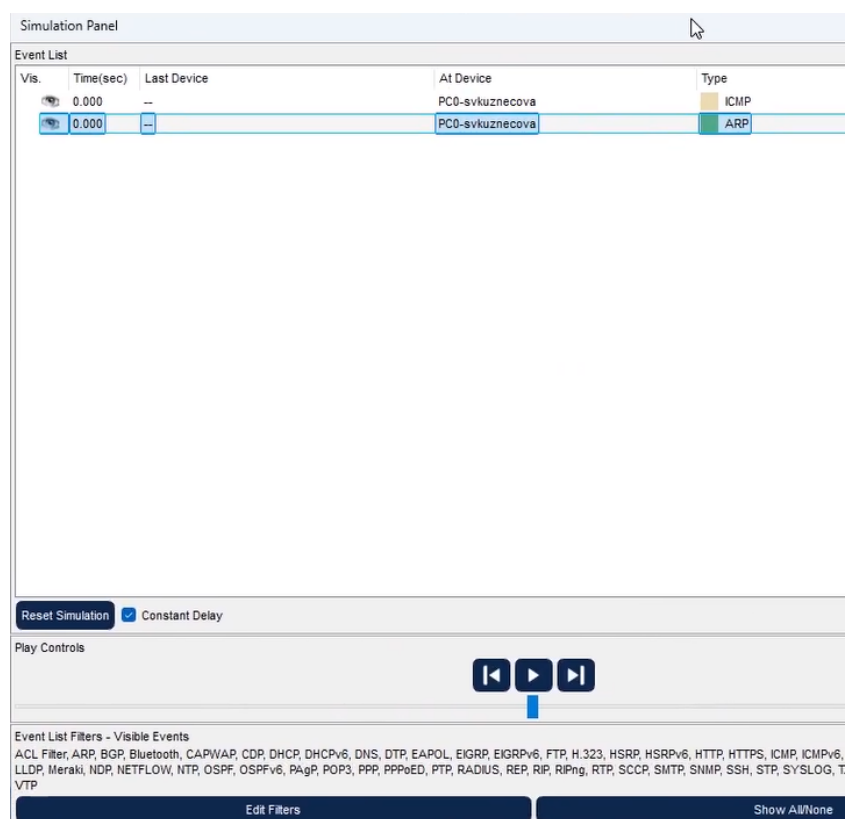 Simulation Panel
Event List
Vis. Time(sec) Last Device At Device Type
0.000 -- PC0-svkuznecova ICMP
0.000 -- PC0-svkuznecova ARP
Reset Simulation Constant Delay
Play Controls
Event List Filters - Visible Events
ACL Filter, ARP, BGP, Bluetooth, CAPWAP, CDP, DHCP, DHCPv6, DNS, DTP, EAPOL, EIGRP, EIGRPv6, FTP, H.323, HSRP, HSRPv6, HTTP, HTTPS, ICMP, ICMPv6,
LLDP, Meraki, NDP, NETFLOW, NTP, OSPF, OSPFv6, PAgP, POP3, PPP, PPPoED, PTP, RADIUS, REP, RIP, RIPng, RTP, SCCP, SMTP, SNMP, SSH, STP, SYSLOG,
VTP
Edit Filters Show All/None